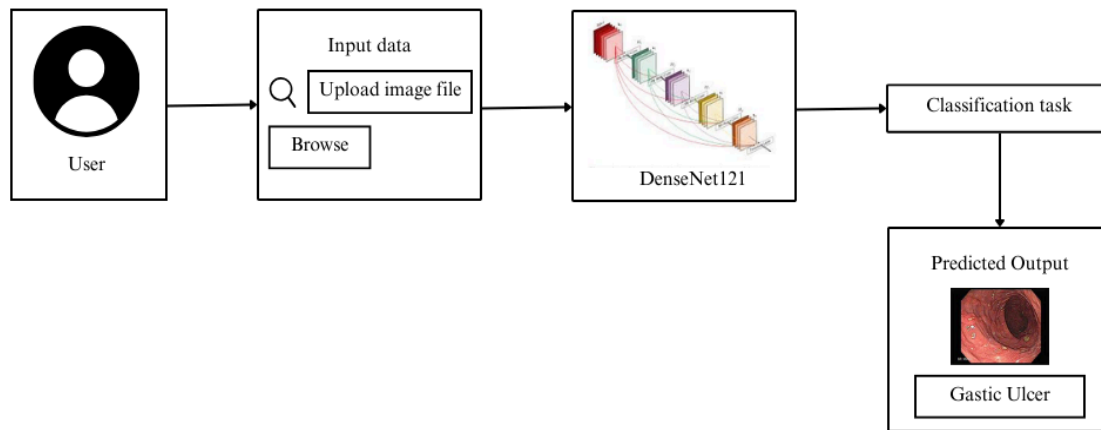 User
Input data
Upload image file
Browse
DenseNet121
Classification task
Predicted Output
Gastic Ulcer